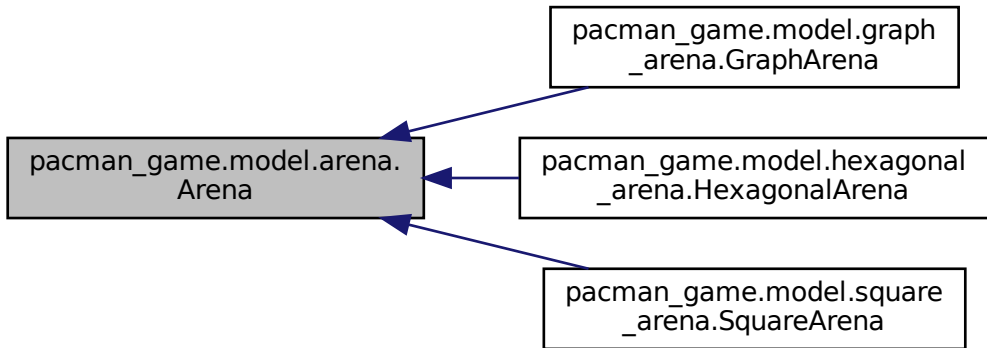 pacman_game.model.graph
_arena.GraphArena
pacman_game.model.arena.
Arena
pacman_game.model.hexagonal
_arena.HexagonalArena
pacman_game.model.square
_arena.SquareArena